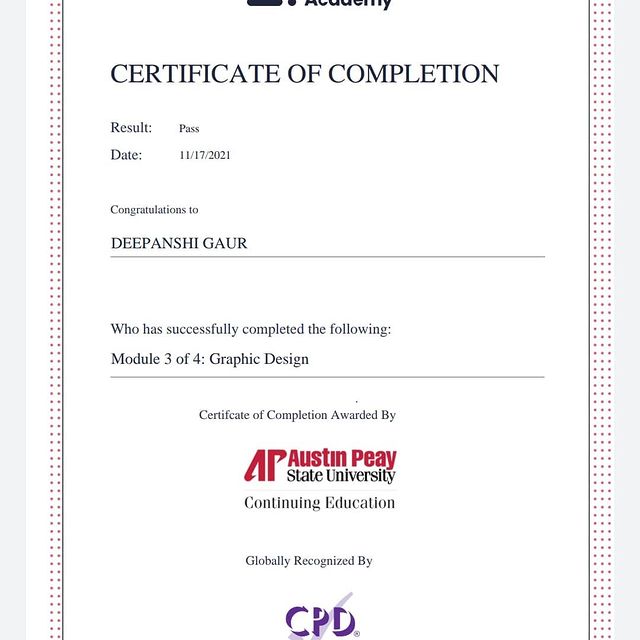 Academy
CERTIFICATE OF COMPLETION
Result: Pass
Date: 11/17/2021
Congratulations to
DEEPANSHI GAUR
Who has successfully completed the following:
Module 3 of 4: Graphic Design
Certifcate of Completion Awarded By
AP Austin Peay
State University
Continuing Education
Globally Recognized By
CPD®